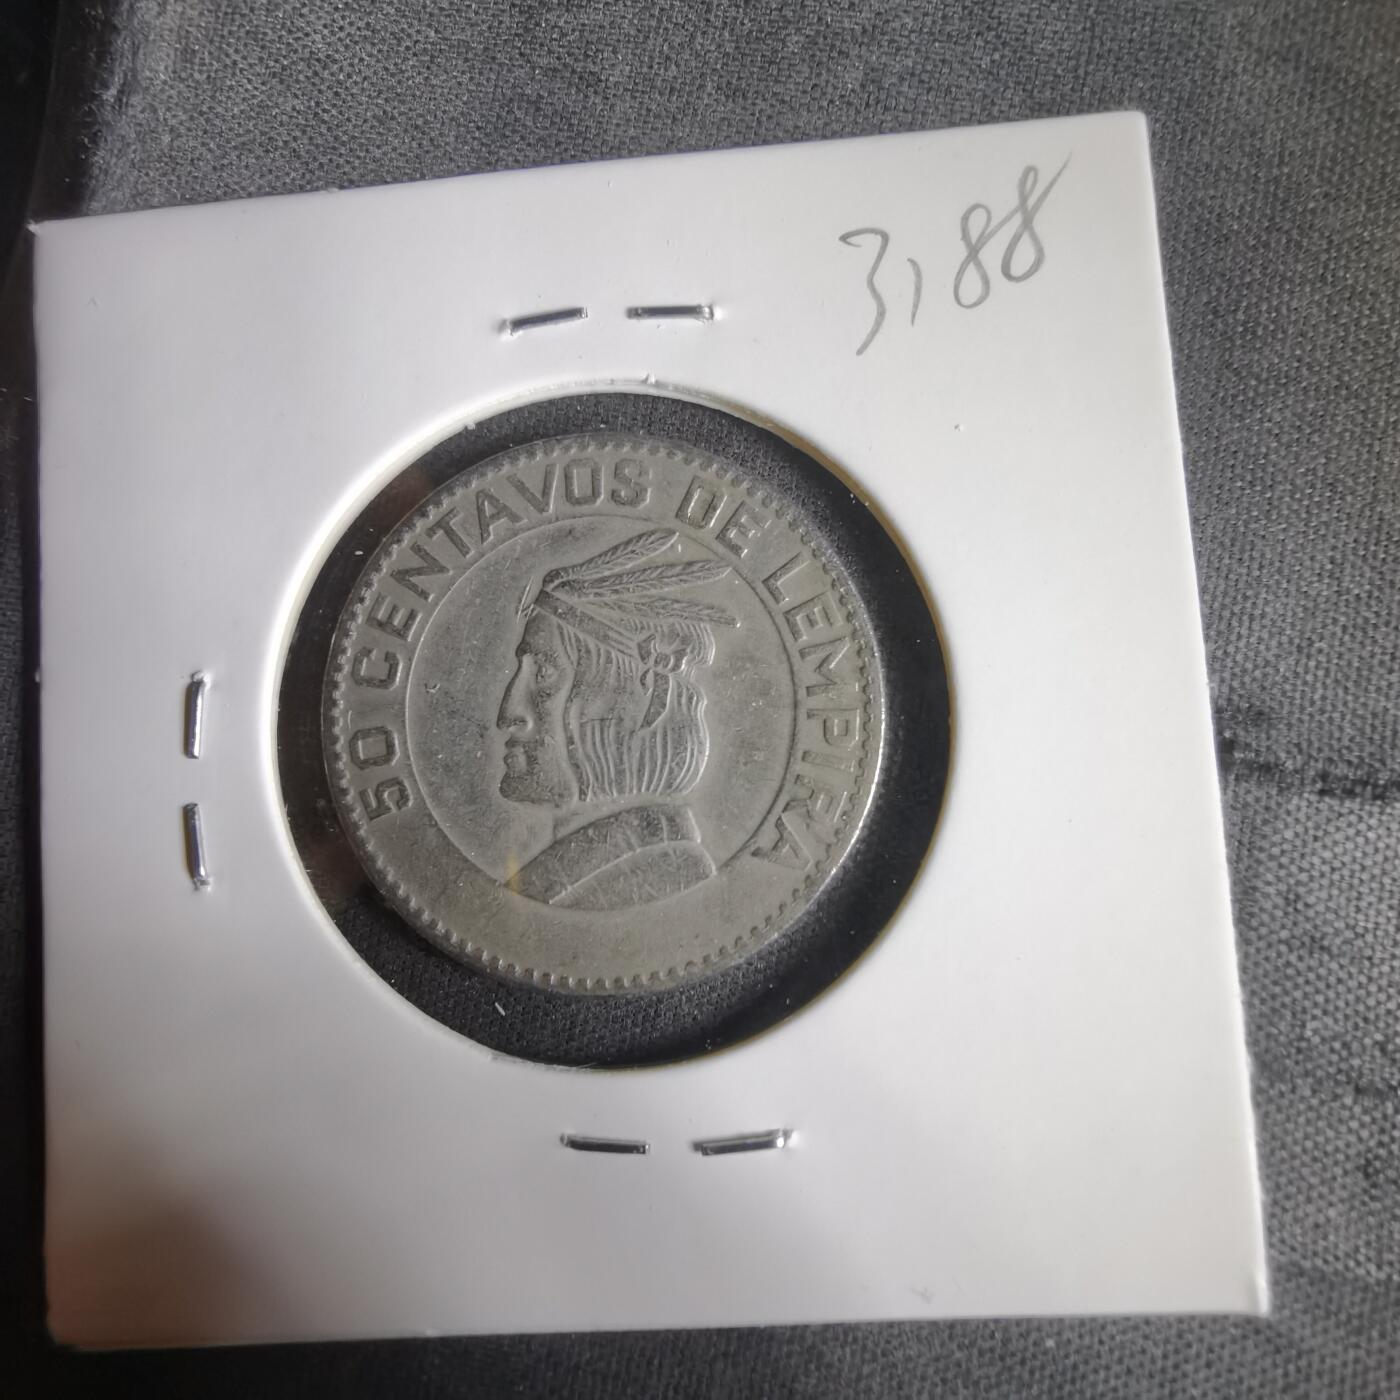 3,88
50 CENTAVOS DE LEMPIRA